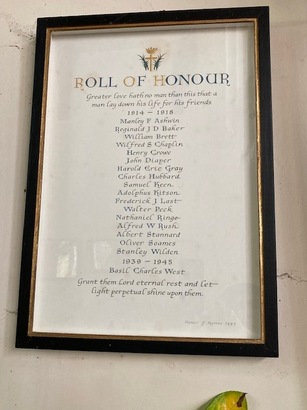 ROLL OF HONOUR
Greater love hath no man than this that a
man lay down his life for his friends
1914 - 1918
Manley F Ashwin
Reginald J D Baker
William Brett
Wilfred S Chaplin
Henry Crowe
John Diaper
Harold Eric Gray
Charles Hubbard
Samuel Keen
Adolphus Kitson
Frederick J Last
Walter Peck
Nathaniel Ringe
Alfred W Rush
Albert Stannard
Oliver Soames
Stanley Wilden
1939 - 1945
Basil Charles West
Grant them Lord eternal rest and let
light perpetual shine upon them.